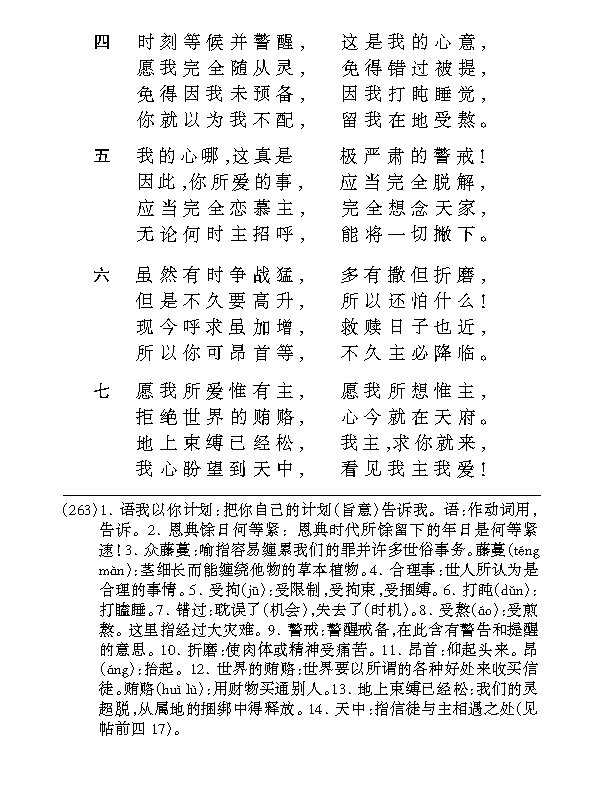 四 时刻等候并警醒， 这是我的心意，
愿我完全随从灵， 免得错过被提，
免得因我未预备， 因我打盹睡觉，
你就以为我不配， 留我在地受熬。
五 我的心哪，这真是 极严肃的警戒！
因此，你所爱的事， 应当完全脱解，
应当完全恋慕主， 完全想念天家，
无论何时主招呼， 能将一切撇下。
六 虽然有时争战猛， 多有撒但折磨，
但是不久要高升， 所以还怕什么！
现今呼求虽加增， 救赎日子也近，
所以你可昂首等， 不久主必降临。
七 愿我所爱惟有主， 愿我所想惟主，
拒绝世界的贿赂， 心今就在天府。
地上束缚已经松， 我主，求你就来，
我心盼望到天中， 看见我主我爱！
(263)1. 语我以你计划：把你自己的计划(旨意)告诉我。语：作动词用，
告诉。2. 恩典馀日何等紧：恩典时代所馀留下的年日是何等紧
速！3. 众藤蔓：喻指容易缠累我们的罪并许多世俗事务。藤蔓(téng
màn)：茎细长而能缠绕他物的草本植物。4. 合理事：世人所认为是
合理的事情。5. 受拘(jū)：受限制，受拘束，受捆缚。6. 打盹(dǔn)：
打瞌睡。7. 错过：耽误了(机会)，失去了(时机)。8. 受熬(áo)：受煎
熬。这里指经过大灾难。9. 警戒：警醒戒备，在此含有警告和提醒
的意思。10. 折磨：使肉体或精神受痛苦。11. 昂首：仰起头来。昂
(áng)：抬起。12. 世界的贿赂：世界要以所谓的各种好处来收买信
徒。贿赂(huì lù)：用财物买通别人。13. 地上束缚已经松：我们的灵
超脱，从属地的捆绑中得释放。14. 天中：指信徒与主相遇之处(见
帖前四 17)。